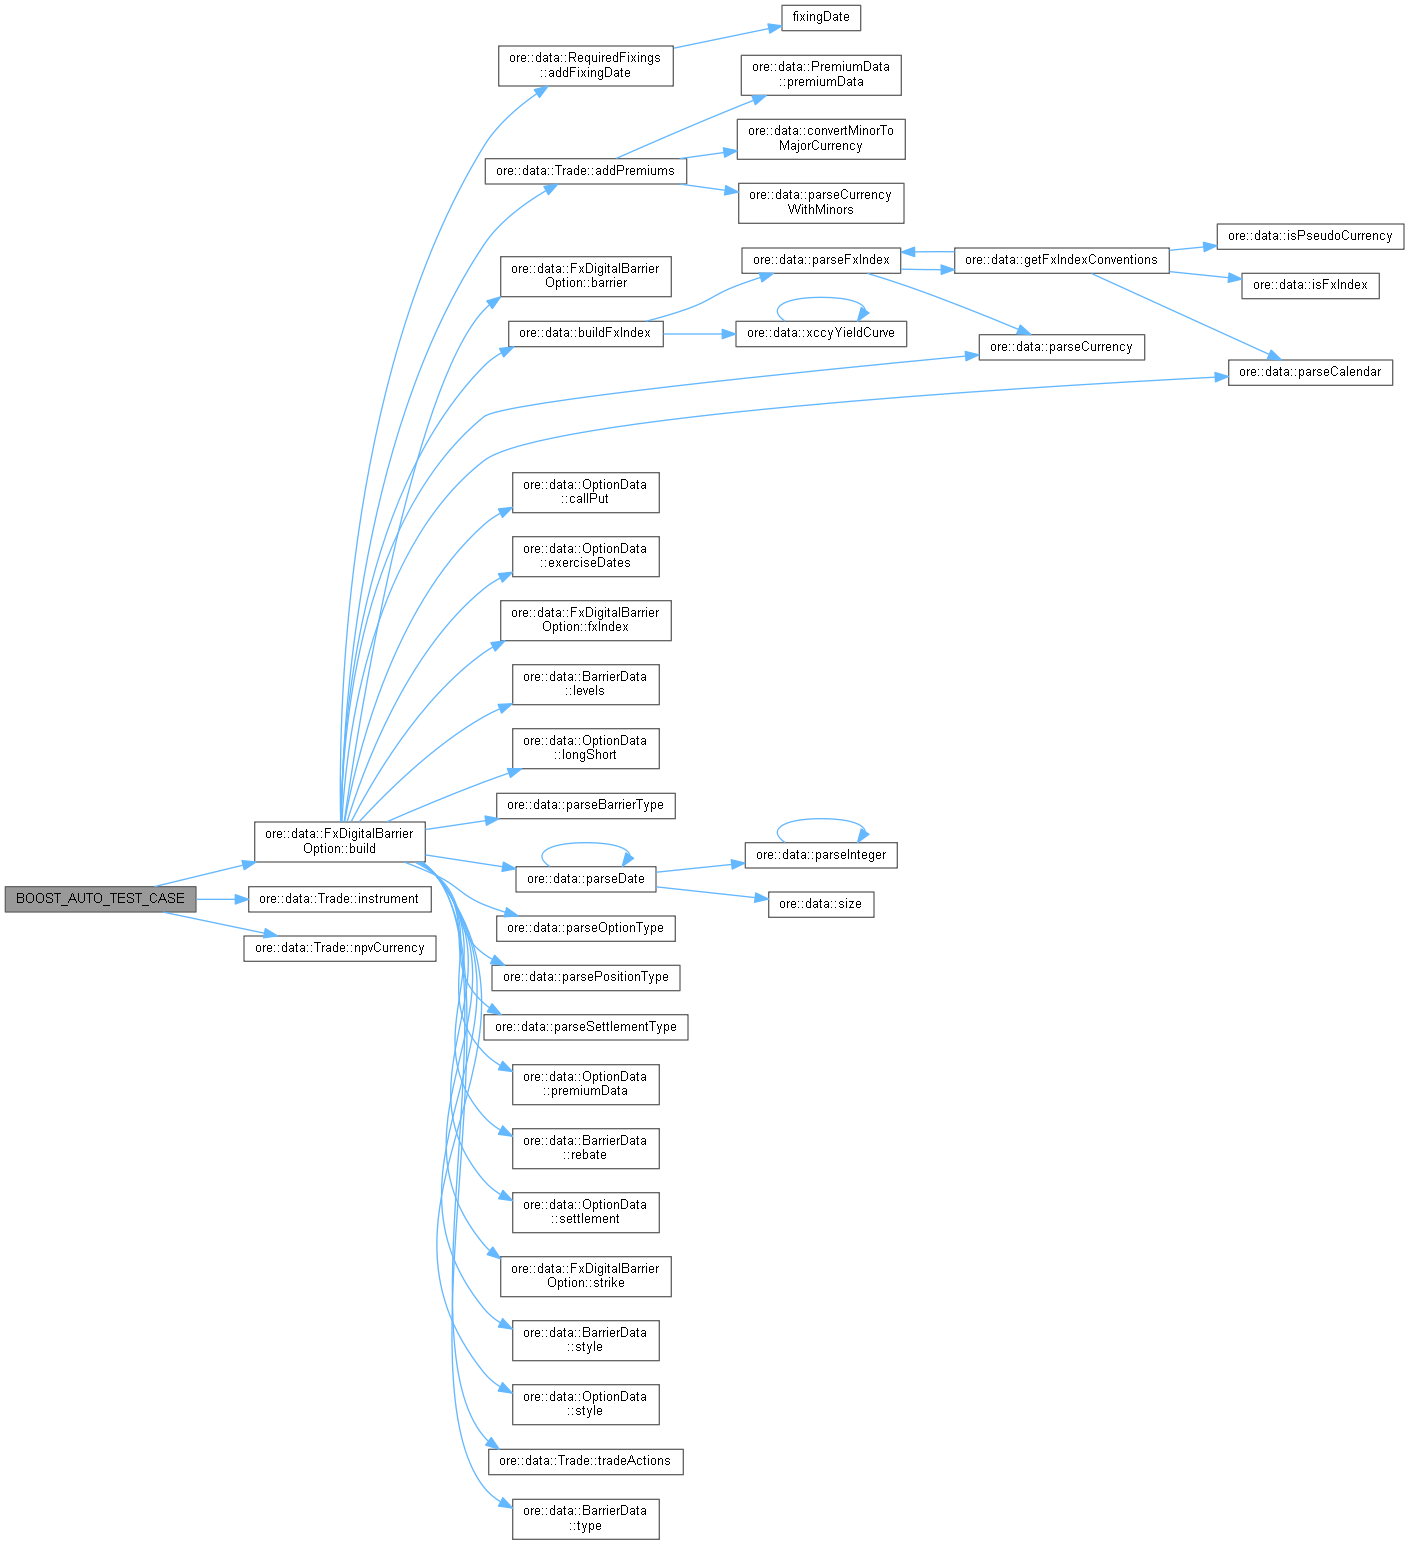 fixingDate
ore::data::RequiredFixings
::addFixingDate
ore::data::PremiumData
::premiumData
ore::data::convertMinorTo
MajorCurrency
ore::data::Trade::addPremiums
ore::data::parseCurrency
WithMinors
ore::data::isPseudoCurrency
ore::data::FxDigitalBarrier
Option::barrier
ore::data::parseFxIndex
ore::data::getFxIndexConventions
ore::data::isFxIndex
ore::data::buildFxIndex
ore::data::xccyYieldCurve
ore::data::parseCurrency
ore::data::parseCalendar
ore::data::OptionData
::callPut
ore::data::OptionData
::exerciseDates
ore::data::FxDigitalBarrier
Option::fxIndex
ore::data::BarrierData
::levels
ore::data::OptionData
::longShort
ore::data::parseBarrierType
ore::data::FxDigitalBarrier
Option::build
ore::data::parseInteger
ore::data::parseDate
BOOST_AUTO_TEST_CASE
ore::data::Trade::instrument
ore::data::size
ore::data::parseOptionType
ore::data::Trade::npvCurrency
ore::data::parsePositionType
ore::data::parseSettlementType
ore::data::OptionData
::premiumData
ore::data::BarrierData
::rebate
ore::data::OptionData
::settlement
ore::data::FxDigitalBarrier
Option::strike
ore::data::BarrierData
::style
ore::data::OptionData
::style
ore::data::Trade::tradeActions
ore::data::BarrierData
::type